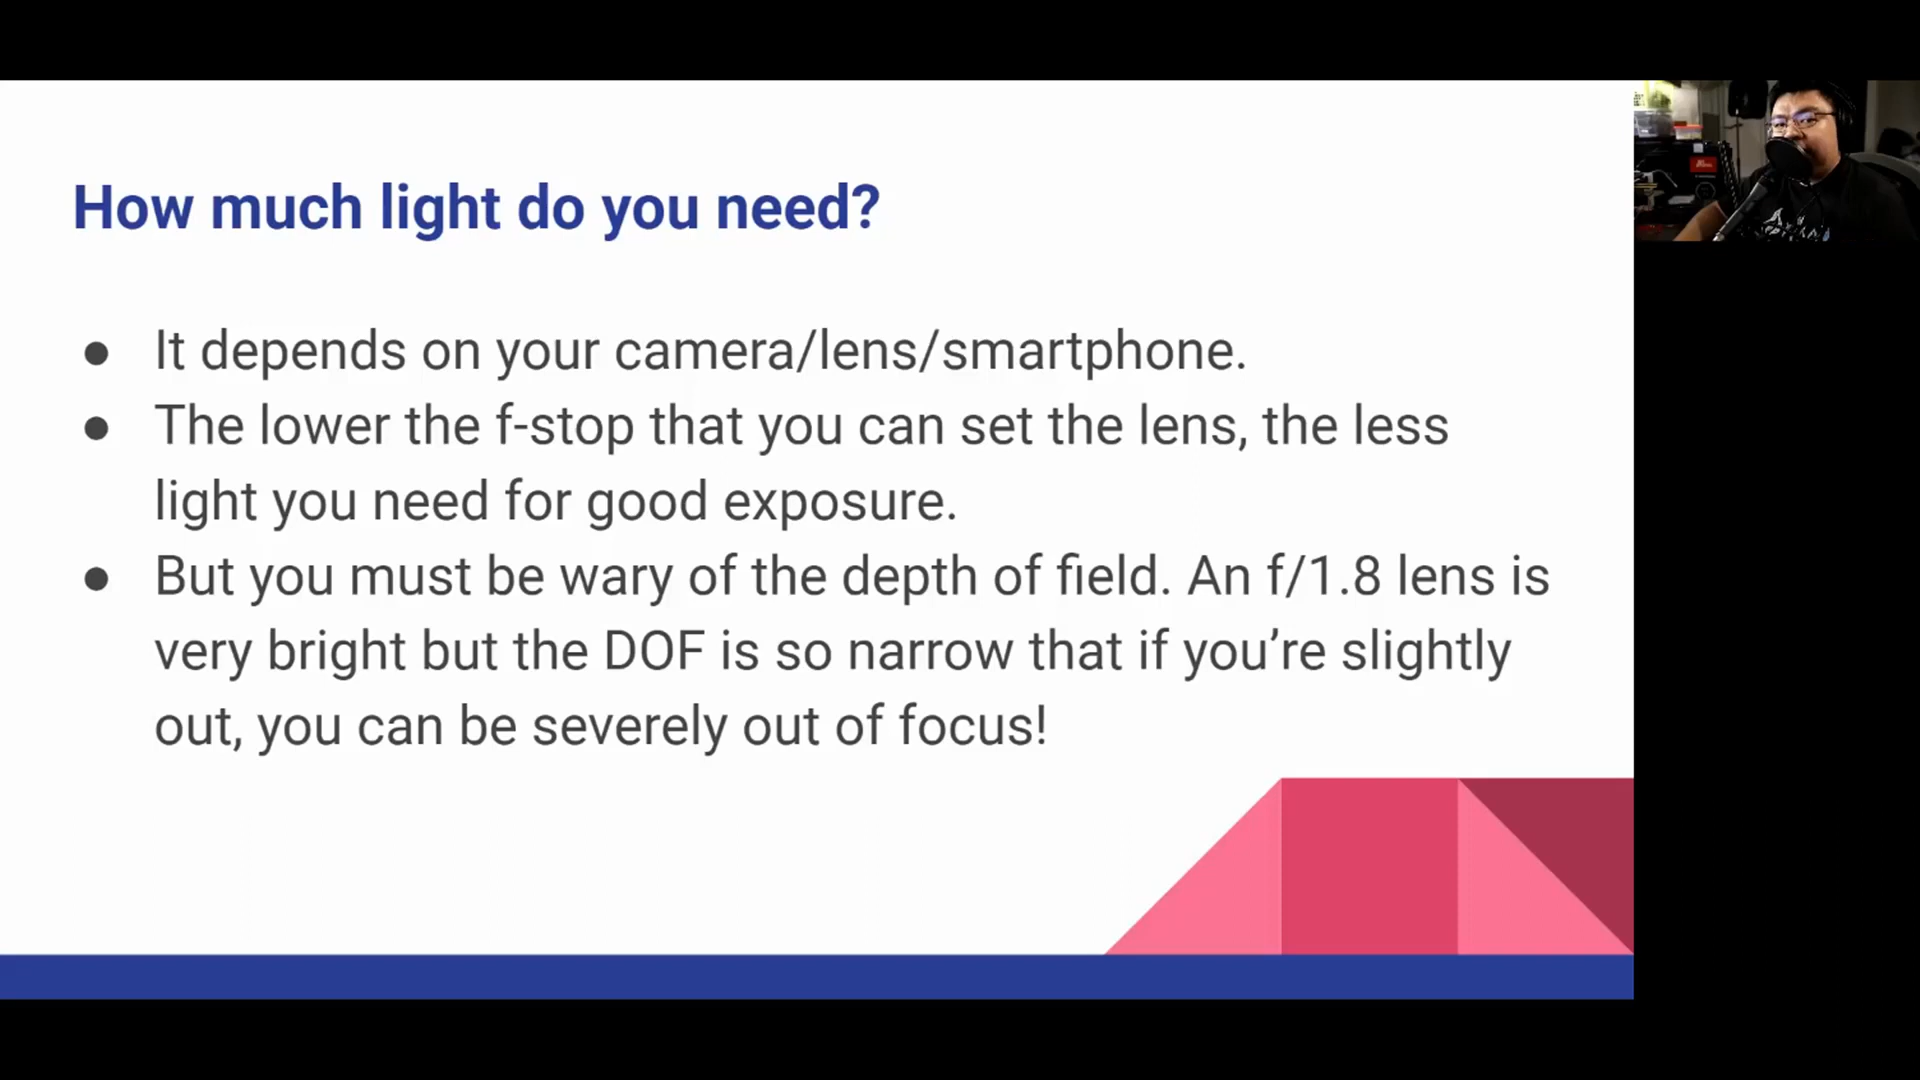 How much light do you need?
● It depends on your camera/lens/smartphone.
● The lower the f-stop that you can set the lens, the less
light you need for good exposure.
● But you must be wary of the depth of field. An f/1.8 lens is
very bright but the DOF is so narrow that if you’re slightly
out, you can be severely out of focus!